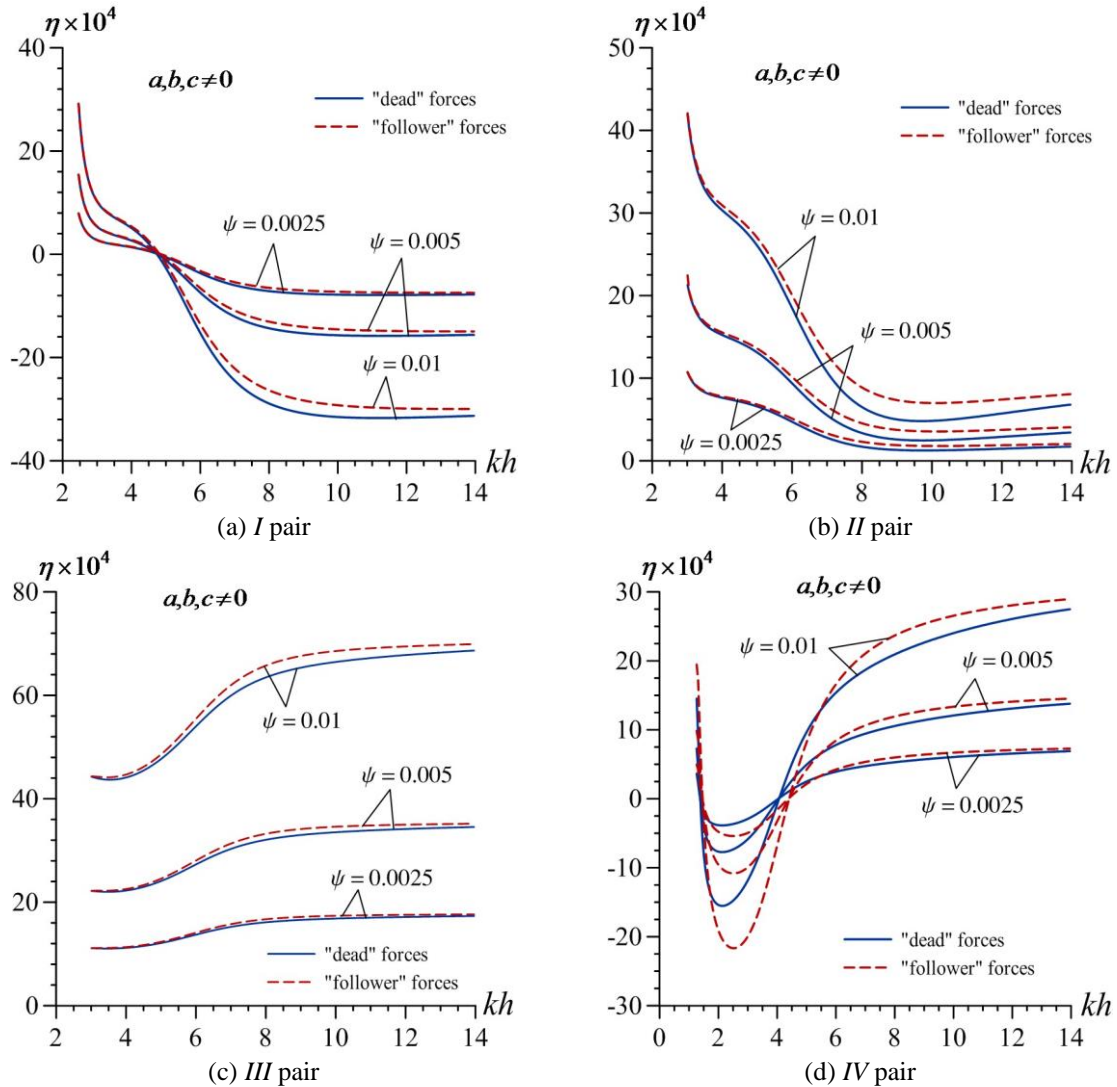 η×10⁴
40
20
0
-20
-40
2 4 6 8 10 12 14
kh
a,b,c≠0
"dead" forces
"follower" forces
ψ = 0.0025
ψ = 0.005
ψ = 0.01
(a) I pair
η×10⁴
50
40
30
20
10
0
2 4 6 8 10 12 14
kh
a,b,c≠0
"dead" forces
"follower" forces
ψ = 0.01
ψ = 0.005
ψ = 0.0025
(b) II pair
η×10⁴
80
60
40
20
0
2 4 6 8 10 12 14
kh
a,b,c≠0
ψ = 0.01
ψ = 0.005
ψ = 0.0025
"dead" forces
"follower" forces
(c) III pair
η×10⁴
30
20
10
0
-10
-20
-30
0 2 4 6 8 10 12 14
kh
a,b,c≠0
ψ = 0.01
ψ = 0.005
ψ = 0.0025
"dead" forces
"follower" forces
(d) IV pair